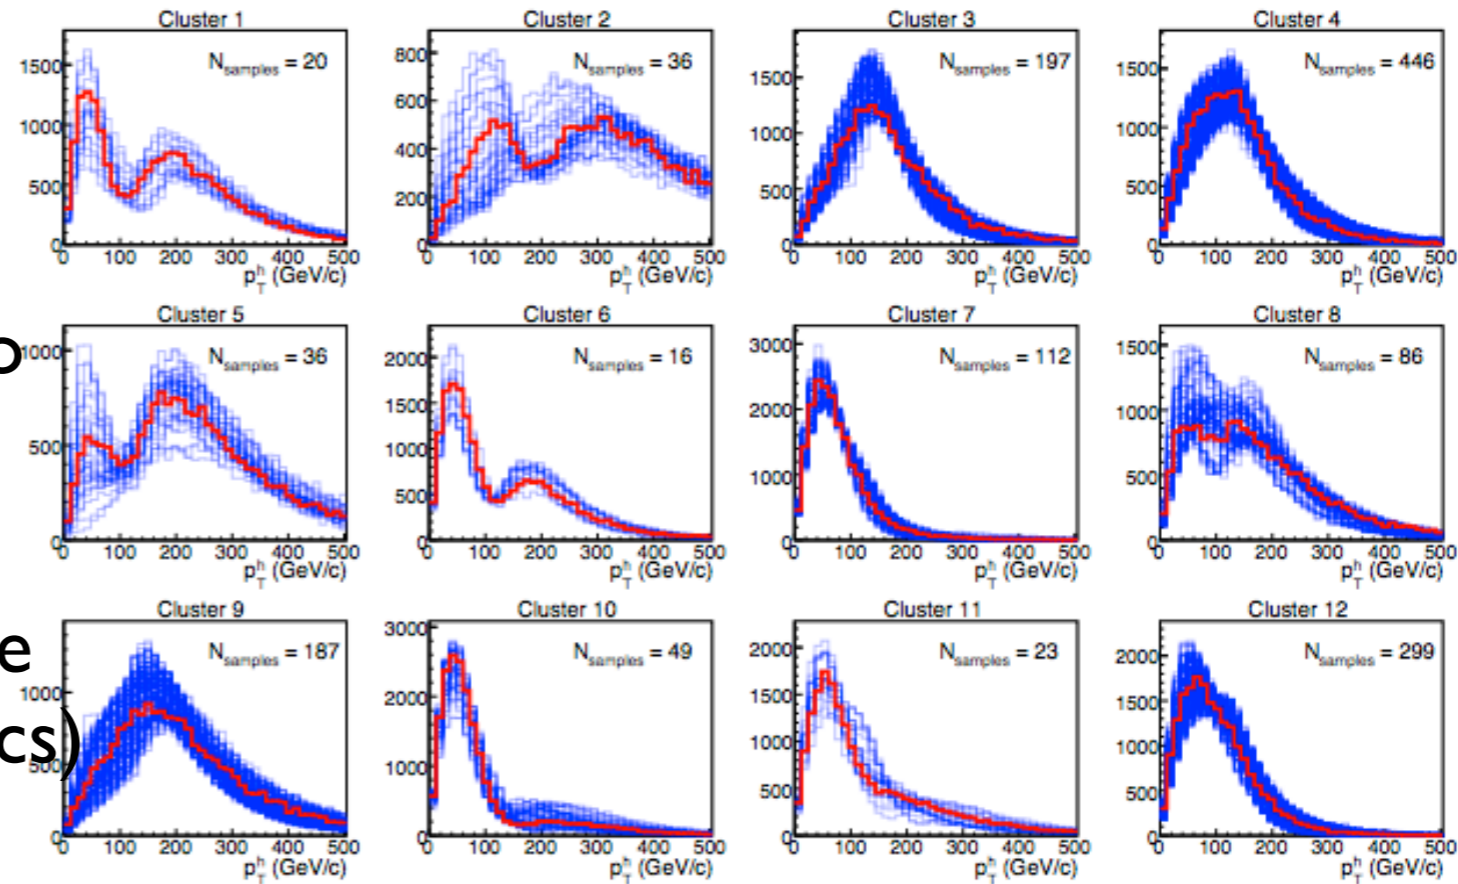 Cluster 1
Cluster 2
Cluster 3
Cluster 4
N_samples = 20
N_samples = 36
N_samples = 197
N_samples = 446
1500
1000
500
0
800
600
400
200
0
1500
1000
500
0
1500
1000
500
0
0 100 200 300 400 500
0 100 200 300 400 500
0 100 200 300 400 500
0 100 200 300 400 500
p_T^h (GeV/c)
p_T^h (GeV/c)
p_T^h (GeV/c)
p_T^h (GeV/c)
Cluster 5
Cluster 6
Cluster 7
Cluster 8
N_samples = 36
N_samples = 16
N_samples = 112
N_samples = 86
o
1000
500
0
2000
1500
1000
500
0
3000
2000
1000
0
1500
1000
500
0
0 100 200 300 400 500
0 100 200 300 400 500
0 100 200 300 400 500
0 100 200 300 400 500
p_T^h (GeV/c)
p_T^h (GeV/c)
p_T^h (GeV/c)
p_T^h (GeV/c)
Cluster 9
Cluster 10
Cluster 11
Cluster 12
N_samples = 187
N_samples = 49
N_samples = 23
N_samples = 299
e
cs)
1000
500
0
3000
2000
1000
0
2000
1500
1000
500
0
2000
1500
1000
500
0
0 100 200 300 400 500
0 100 200 300 400 500
0 100 200 300 400 500
0 100 200 300 400 500
p_T^h (GeV/c)
p_T^h (GeV/c)
p_T^h (GeV/c)
p_T^h (GeV/c)